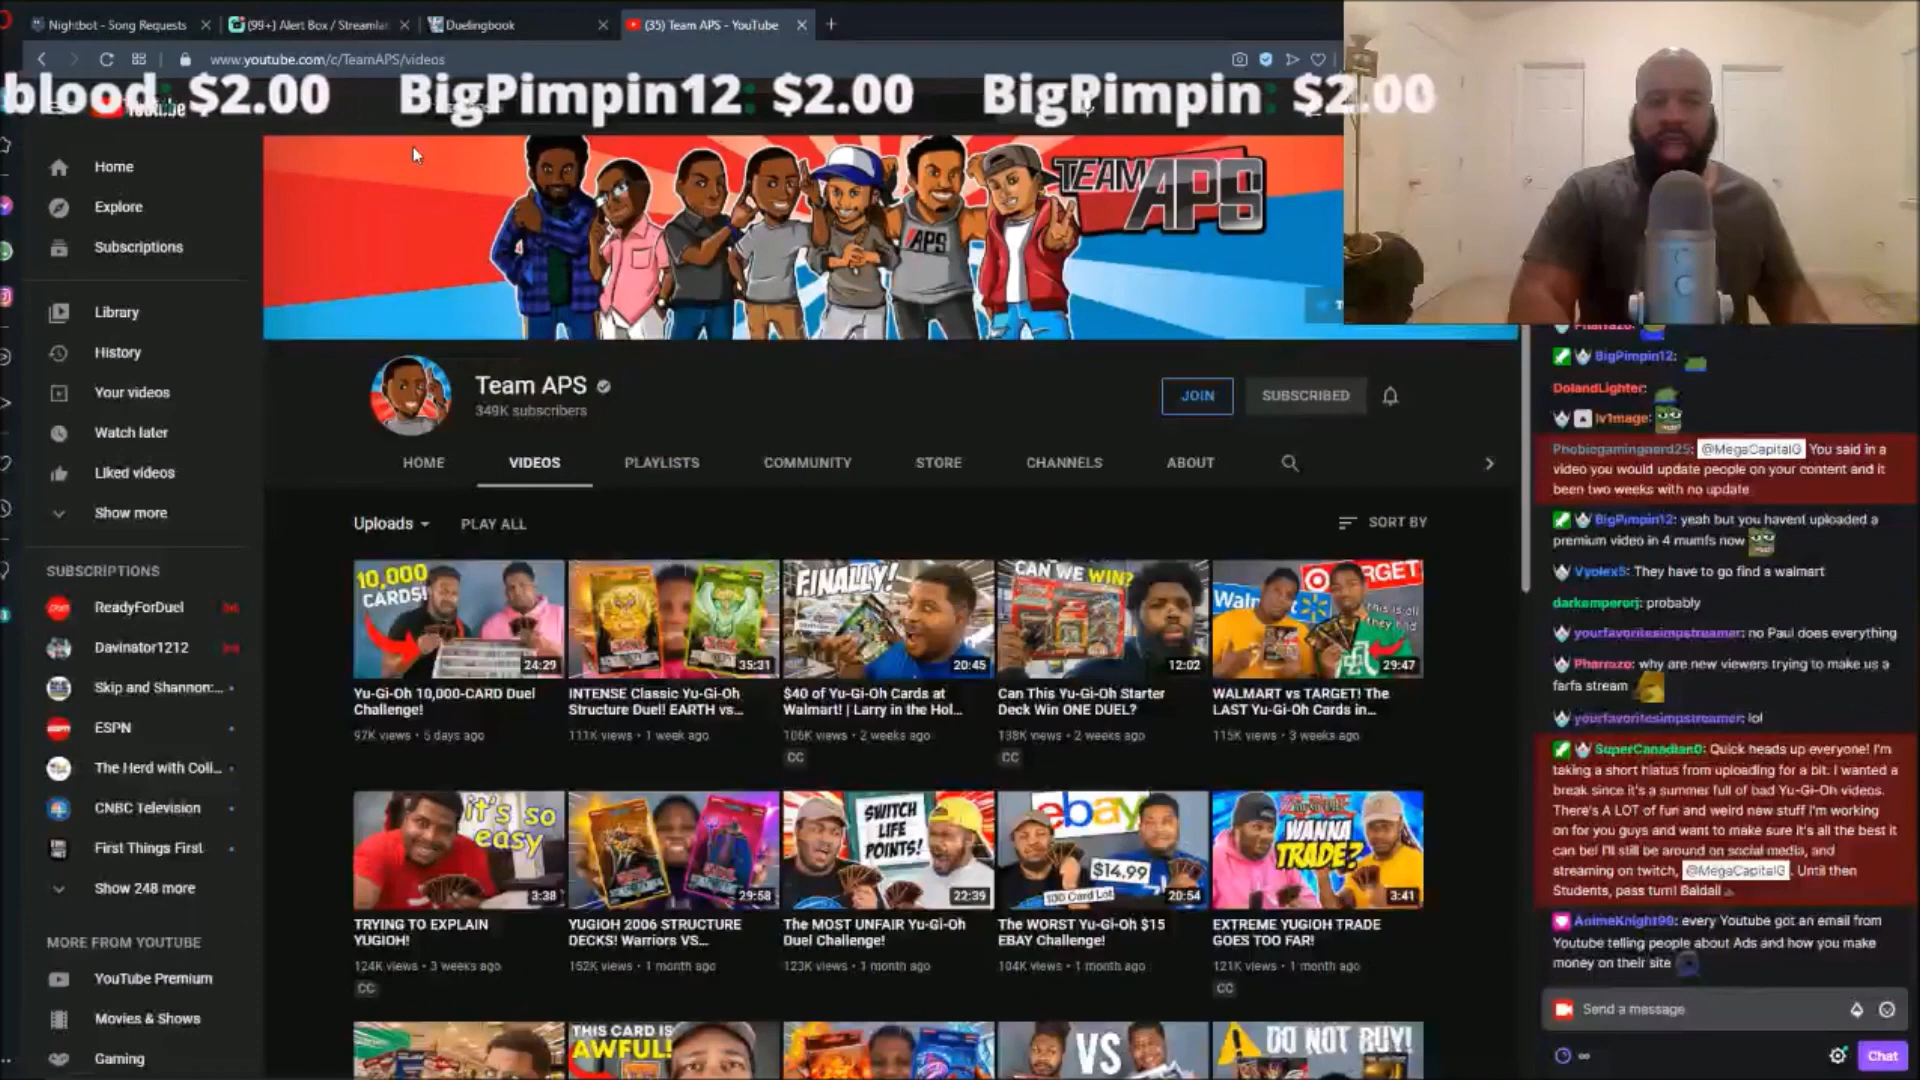 Nightbot - Song Requests
(99+) Alert Box / Streamla
Duelingbook
(35) Team APS - YouTube
www.youtube.com/c/TeamAPS/videos
blood: $2.00 BigPimpin12: $2.00 BigPimpin: $2.00
Home
Explore
Subscriptions
Library
History
Your videos
Watch later
Liked videos
Show more
SUBSCRIPTIONS
ReadyForDuel
Davinator1212
Skip and Shannon:...
ESPN
The Herd with Coli...
CNBC Television
First Things First
Show 248 more
MORE FROM YOUTUBE
YouTube Premium
Movies & Shows
Gaming
TEAM APS
APS
Team APS
349K subscribers
JOIN
SUBSCRIBED
HOME
VIDEOS
PLAYLISTS
COMMUNITY
STORE
CHANNELS
ABOUT
Uploads
PLAY ALL
SORT BY
10,000 CARDS!
24:29
Yu-Gi-Oh 10,000-CARD Duel
Challenge!
97K views • 5 days ago
35:31
INTENSE Classic Yu-Gi-Oh
Structure Duel! EARTH vs...
111K views • 1 week ago
FINALLY!
20:45
$40 of Yu-Gi-Oh Cards at
Walmart! | Larry in the Hol...
106K views • 2 weeks ago
CC
CAN WE WIN?
12:02
Can This Yu-Gi-Oh Starter
Deck Win ONE DUEL?
138K views • 2 weeks ago
CC
Walm
RGET
this is all
they had
29:47
WALMART vs TARGET! The
LAST Yu-Gi-Oh Cards in...
115K views • 3 weeks ago
it's so
easy
3:38
TRYING TO EXPLAIN
YUGIOH!
124K views • 3 weeks ago
CC
29:58
YUGIOH 2006 STRUCTURE
DECKS! Warriors VS...
152K views • 1 month ago
SWITCH
LIFE
POINTS!
22:39
The MOST UNFAIR Yu-Gi-Oh
Duel Challenge!
123K views • 1 month ago
ebay
$14.99
100 Card Lot
20:54
The WORST Yu-Gi-Oh $15
EBAY Challenge!
104K views • 1 month ago
WANNA
TRADE?
3:41
EXTREME YUGIOH TRADE
GOES TOO FAR!
121K views • 1 month ago
CC
THIS CARD IS
AWFUL!
VS
DO NOT BUY!
BigPimpin12:
DolandLighter:
lv1mage:
Phobicgamingnerd25: @MegaCapitalG You said in a
video you would update people on your content and it
been two weeks with no update
BigPimpin12: yeah but you havent uploaded a
premium video in 4 mumfs now
Vyolex5: They have to go find a walmart
darkemperorj: probably
yourfavoritesimpstreamer: no Paul does everything
Pharrazo: why are new viewers trying to make us a
farfa stream
yourfavoritesimpstreamer: lol
SuperCanadian0: Quick heads up everyone! I'm
taking a short hiatus from uploading for a bit. I wanted a
break since it's a summer full of bad Yu-Gi-Oh videos.
There's A LOT of fun and weird new stuff I'm working
on for you guys and want to make sure it's all the best it
can be! I'll still be around on social media, and
streaming on twitch, @MegaCapitalG . Until then
Students, pass turn! Baldall
AnimeKnight99: every Youtube got an email from
Youtube telling people about Ads and how you make
money on their site
Send a message
Chat